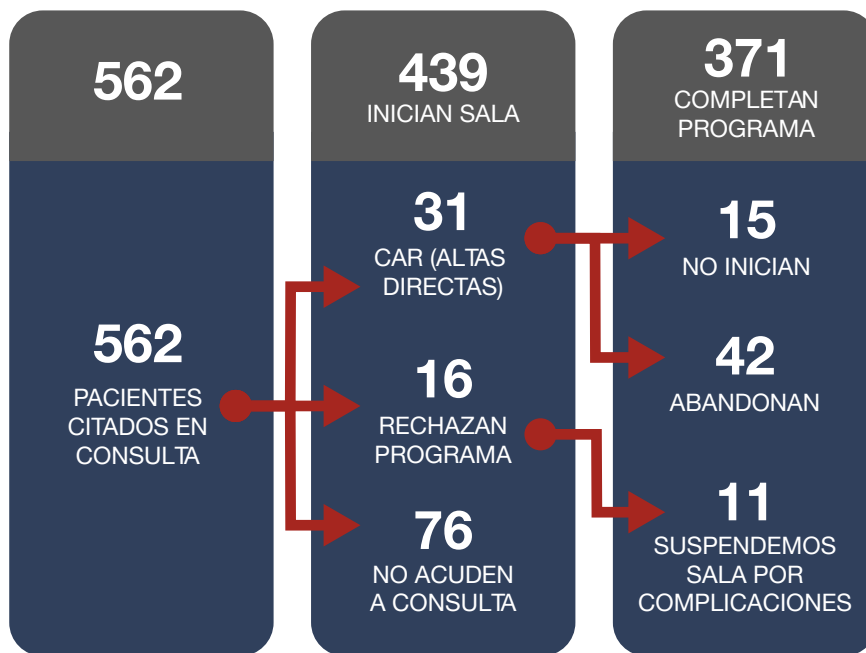 562
562
PACIENTES
CITADOS EN
CONSULTA
439
INICIAN SALA
31
CAR (ALTAS
DIRECTAS)
16
RECHAZAN
PROGRAMA
76
NO ACUDEN
A CONSULTA
371
COMPLETAN
PROGRAMA
15
NO INICIAN
42
ABANDONAN
11
SUSPENDEMOS
SALA POR
COMPLICACIONES